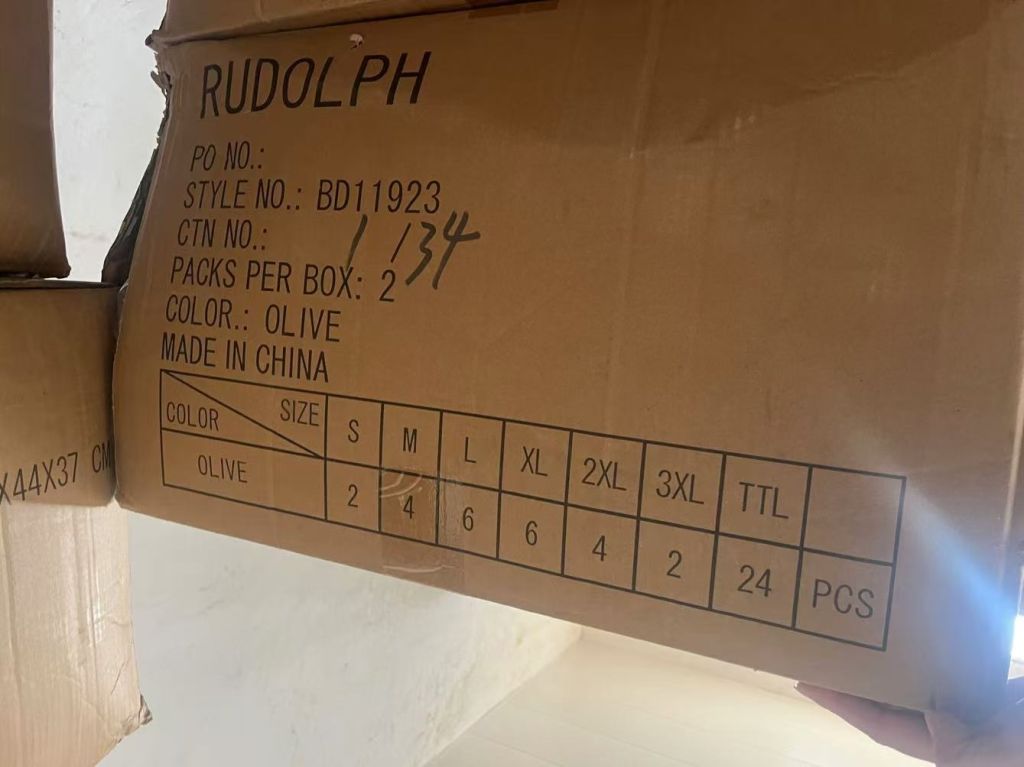 RUDOLPH
PO NO.:
STYLE NO.: BD11923
CTN NO.: 1 134
PACKS PER BOX: 2
COLOR.: OLIVE
MADE IN CHINA
COLOR SIZE S M L XL 2XL 3XL TTL
OLIVE 2 4 6 6 4 2 24 PCS
X44X37 CM